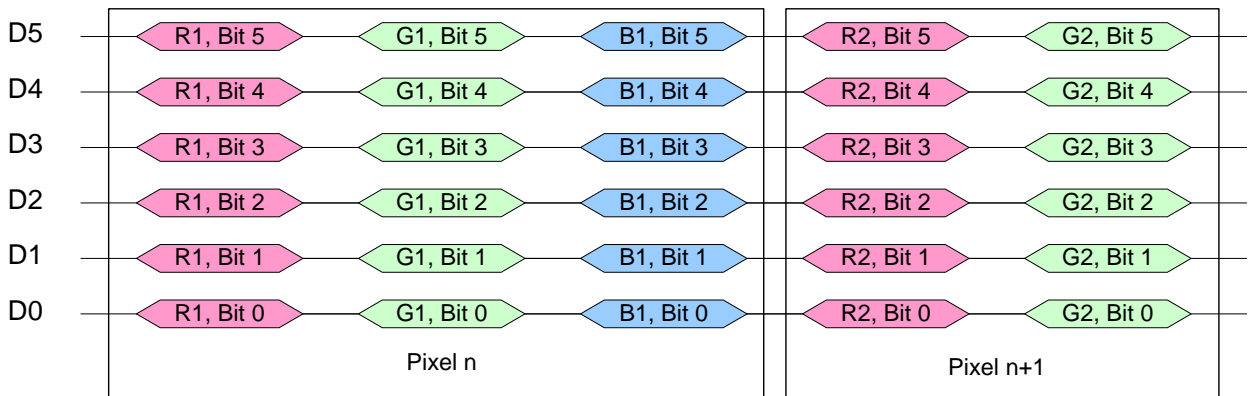 D5 R1, Bit 5 G1, Bit 5 B1, Bit 5 R2, Bit 5 G2, Bit 5
D4 R1, Bit 4 G1, Bit 4 B1, Bit 4 R2, Bit 4 G2, Bit 4
D3 R1, Bit 3 G1, Bit 3 B1, Bit 3 R2, Bit 3 G2, Bit 3
D2 R1, Bit 2 G1, Bit 2 B1, Bit 2 R2, Bit 2 G2, Bit 2
D1 R1, Bit 1 G1, Bit 1 B1, Bit 1 R2, Bit 1 G2, Bit 1
D0 R1, Bit 0 G1, Bit 0 B1, Bit 0 R2, Bit 0 G2, Bit 0
Pixel n Pixel n+1